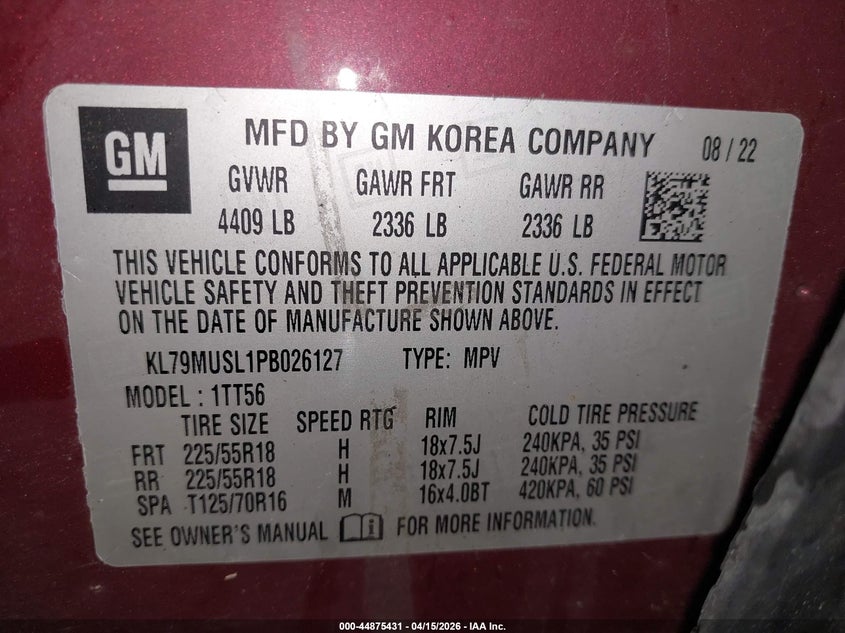 GM
MFD BY GM KOREA COMPANY 08 / 22
GVWR GAWR FRT GAWR RR
4409 LB 2336 LB 2336 LB
THIS VEHICLE CONFORMS TO ALL APPLICABLE U.S. FEDERAL MOTOR
VEHICLE SAFETY AND THEFT PREVENTION STANDARDS IN EFFECT
ON THE DATE OF MANUFACTURE SHOWN ABOVE.
KL79MUSL1PB026127 TYPE: MPV
MODEL : 1TT56
TIRE SIZE SPEED RTG RIM COLD TIRE PRESSURE
FRT 225/55R18 H 18x7.5J 240KPA, 35 PSI
RR 225/55R18 H 18x7.5J 240KPA, 35 PSI
SPA T125/70R16 M 16x4.0BT 420KPA, 60 PSI
SEE OWNER'S MANUAL FOR MORE INFORMATION.
000-44875431 - 04/15/2026 - IAA Inc.